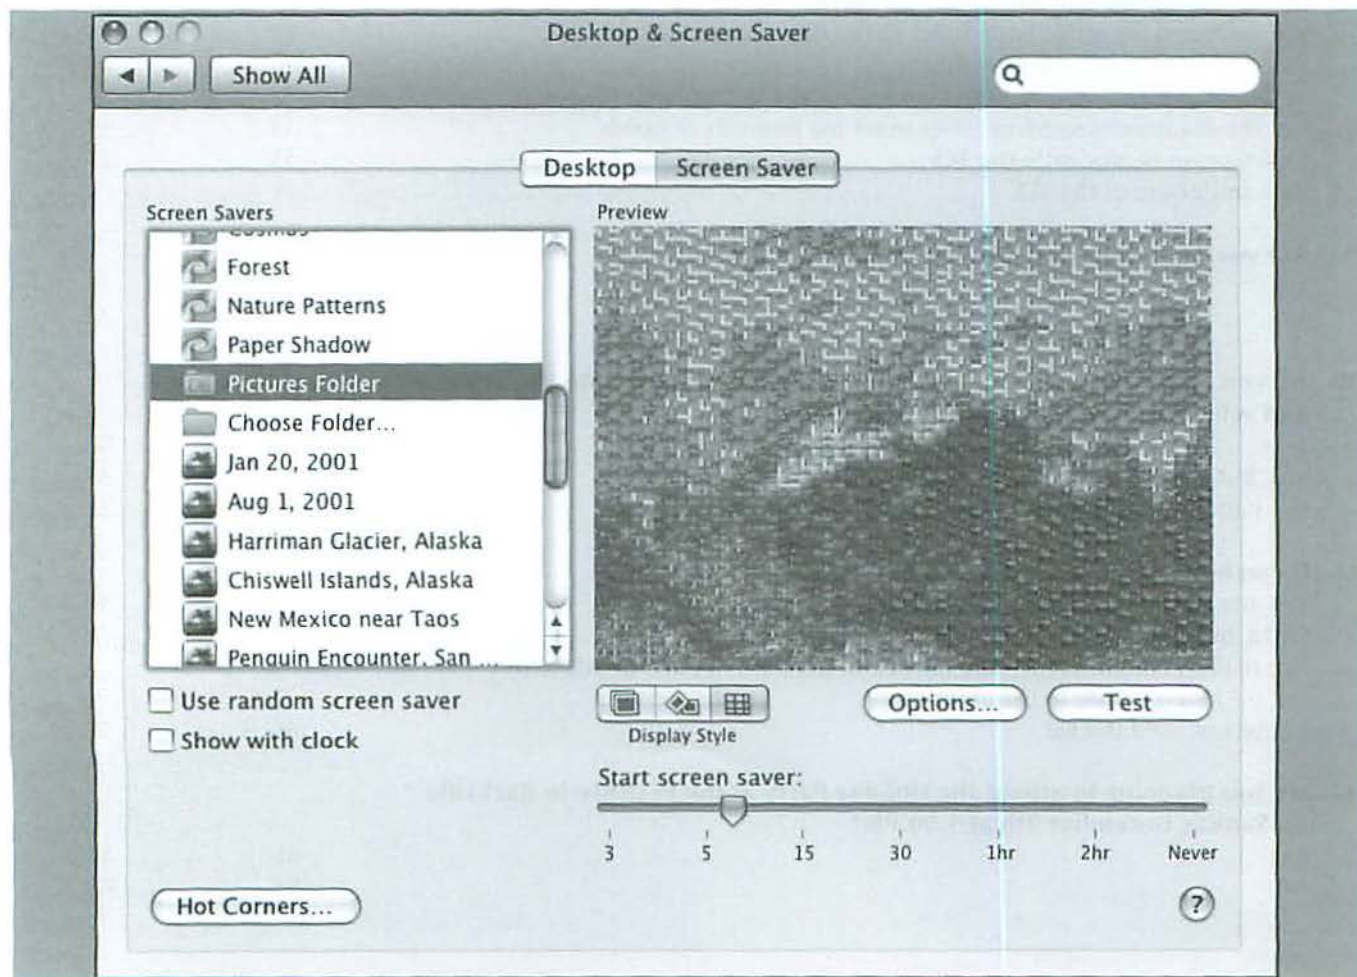 Desktop & Screen Saver
Show All
Desktop Screen Saver
Screen Savers
Preview
Cosmos
Forest
Nature Patterns
Paper Shadow
Pictures Folder
Choose Folder...
Jan 20, 2001
Aug 1, 2001
Harriman Glacier, Alaska
Chiswell Islands, Alaska
New Mexico near Taos
Penguin Encounter, San ...
Use random screen saver
Show with clock
Display Style
Options...
Test
Start screen saver:
3 5 15 30 1hr 2hr Never
Hot Corners...
?